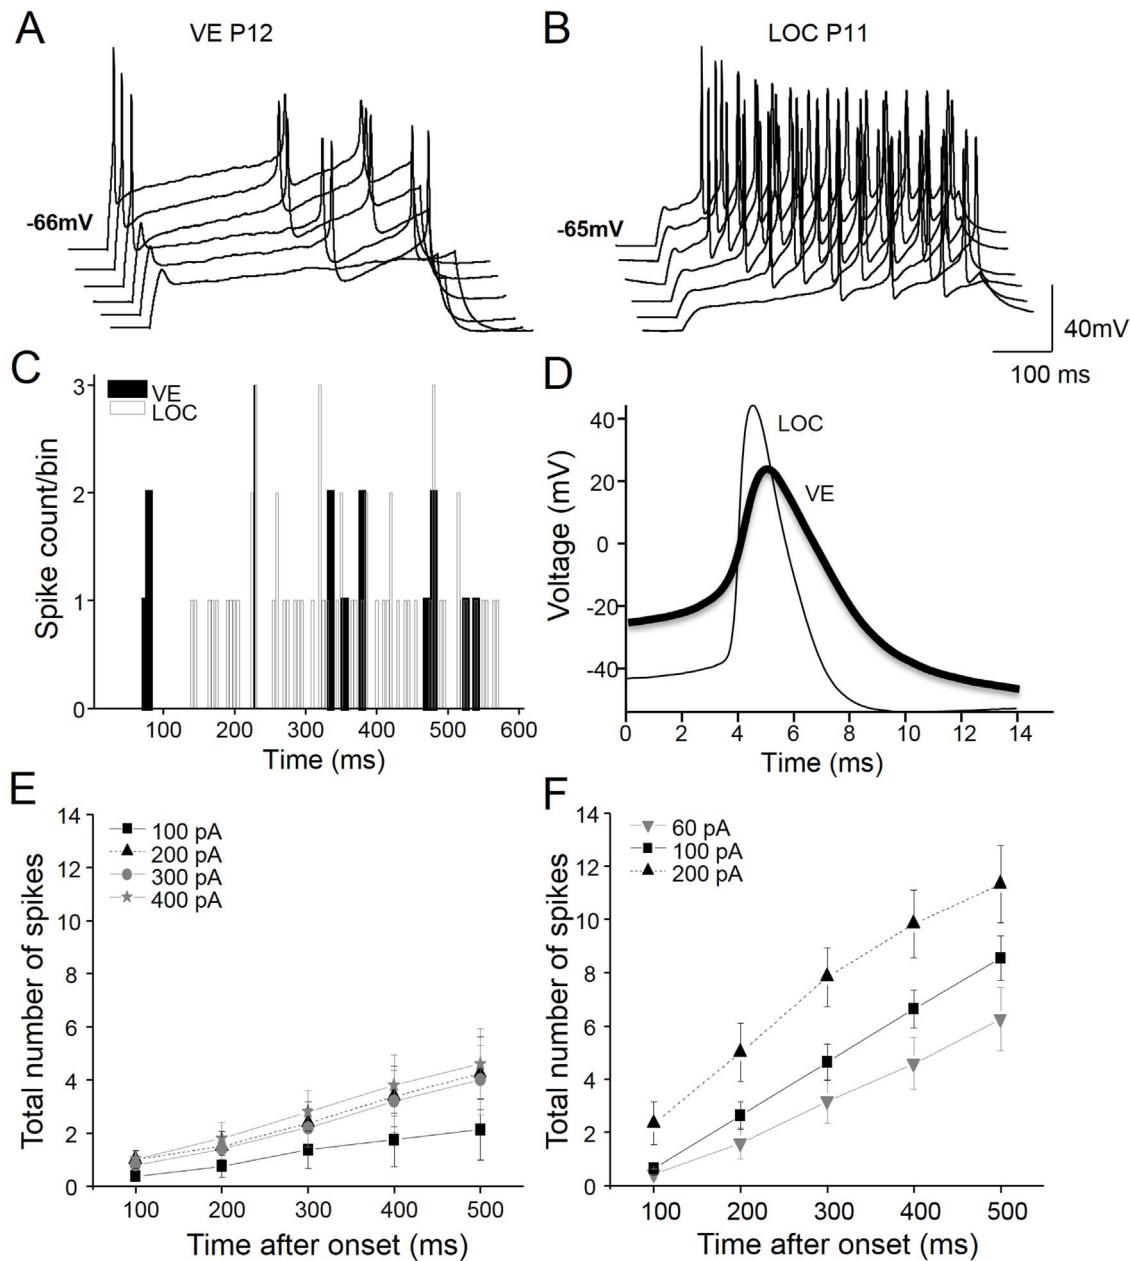 A
VE P12
-66mV
B
LOC P11
-65mV
40mV
100 ms
C
3
2
1
0
Spike count/bin
VE
LOC
100 200 300 400 500 600
Time (ms)
D
40
20
0
-20
-40
Voltage (mV)
LOC
VE
0 2 4 6 8 10 12 14
Time (ms)
E
14
12
10
8
6
4
2
0
Total number of spikes
100 pA
200 pA
300 pA
400 pA
100 200 300 400 500
Time after onset (ms)
F
14
12
10
8
6
4
2
0
Total number of spikes
60 pA
100 pA
200 pA
100 200 300 400 500
Time after onset (ms)